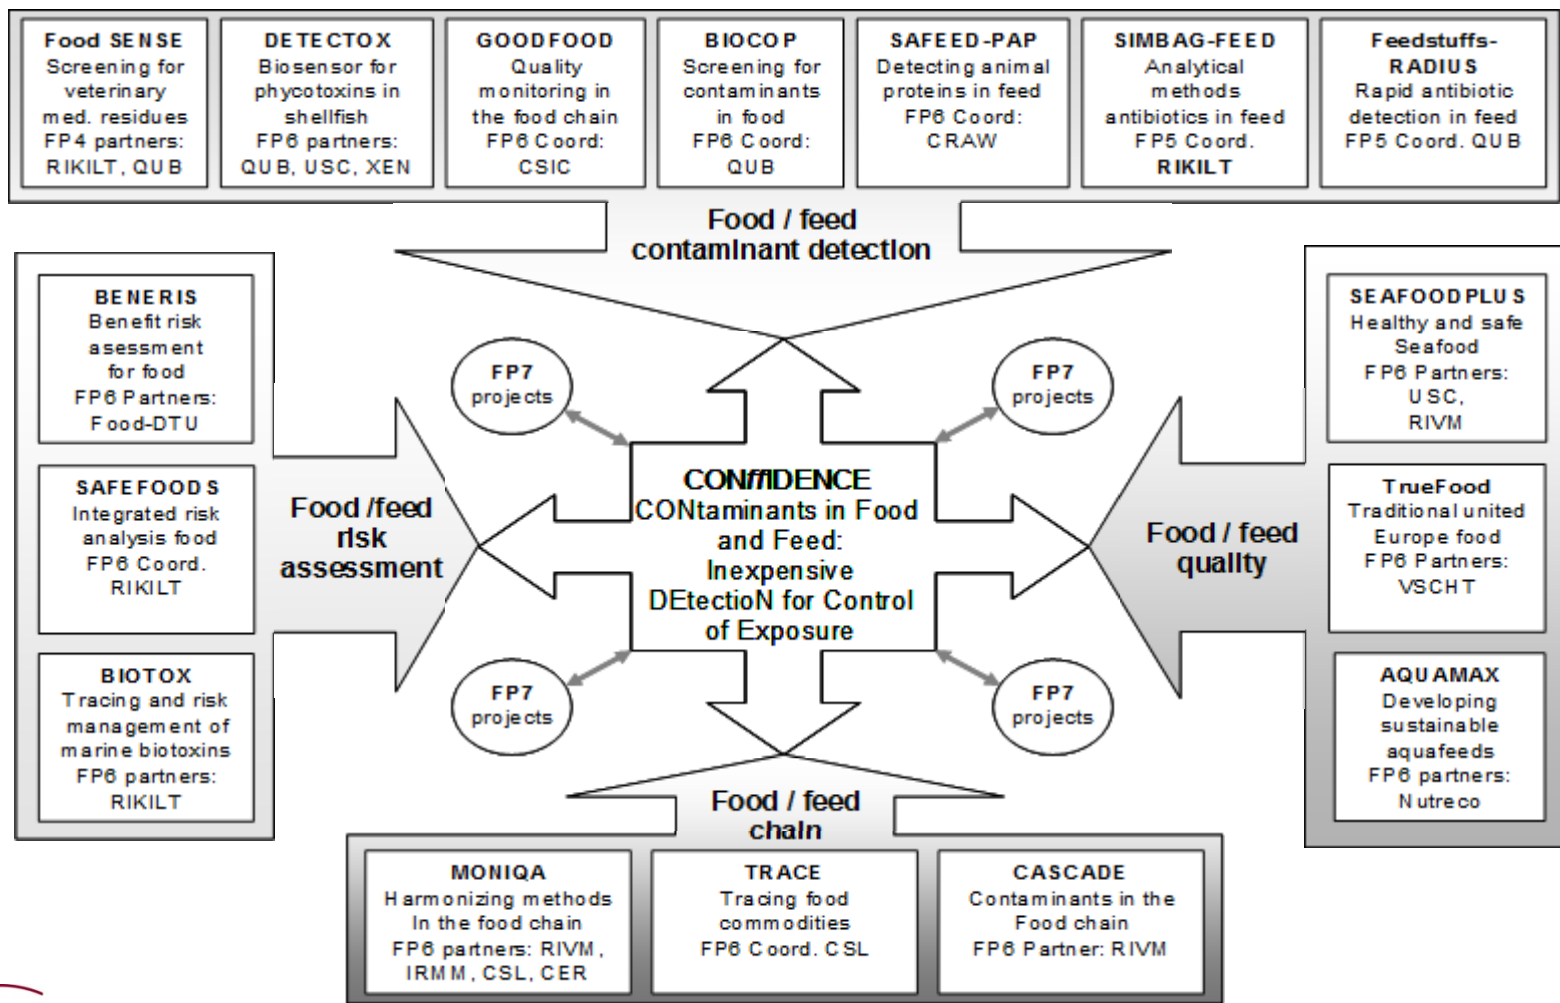 Food SENSE
Screening for
veterinary
med. residues
FP4 partners:
RIKILT, QUB
DETECTOX
Biosensor for
phycotoxins in
shellfish
FP6 partners:
QUB, USC, XEN
GOODFOOD
Quality
monitoring in
the food chain
FP6 Coord:
CSIC
BIOCOP
Screening for
contaminants
in food
FP6 Coord:
QUB
SAFEED-PAP
Detecting animal
proteins in feed
FP6 Coord:
CRAW
SIMBAG-FEED
Analytical
methods
antibiotics in feed
FP5 Coord.
RIKILT
Feedstuffs-
RADIUS
Rapid antibiotic
detection in feed
FP5 Coord. QUB
Food / feed
contaminant detection
BENERIS
Benefit risk
asessment
for food
FP6 Partners:
Food-DTU
SAFEFOODS
Integrated risk
analysis food
FP6 Coord.
RIKILT
BIOTOX
Tracing and risk
management of
marine biotoxins
FP6 partners:
RIKILT
Food /feed
risk
assessment
FP7
projects
FP7
projects
CONffIDENCE
CONtaminants in Food
and Feed:
Inexpensive
DEtectioN for Control
of Exposure
FP7
projects
FP7
projects
Food / feed
quality
SEAFOODPLUS
Healthy and safe
Seafood
FP6 Partners:
USC,
RIVM
TrueFood
Traditional united
Europe food
FP6 Partners:
VSCHT
AQUAMAX
Developing
sustainable
aquafeeds
FP6 partners:
Nutreco
Food / feed
chain
MONIQA
Harmonizing methods
In the food chain
FP6 partners: RIVM,
IRMM, CSL, CER
TRACE
Tracing food
commodities
FP6 Coord. CSL
CASCADE
Contaminants in the
Food chain
FP6 Partner: RIVM